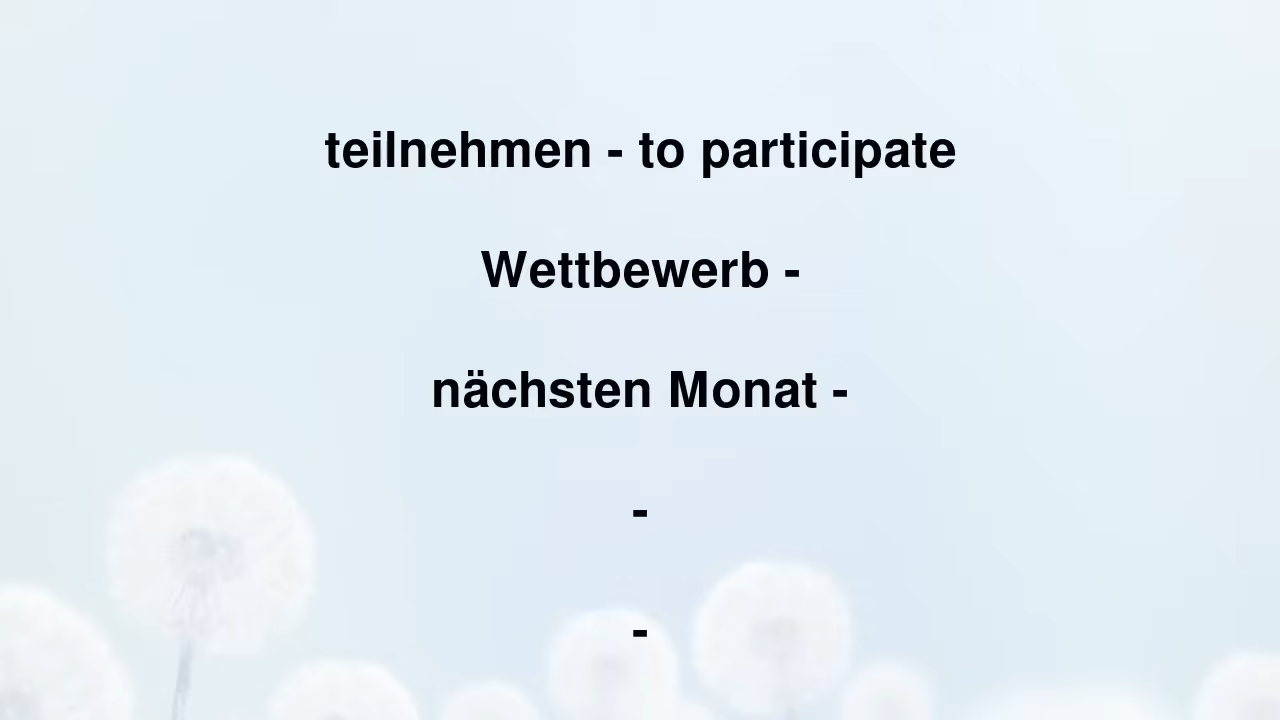 teilnehmen - to participate
Wettbewerb -
nächsten Monat -
-
-